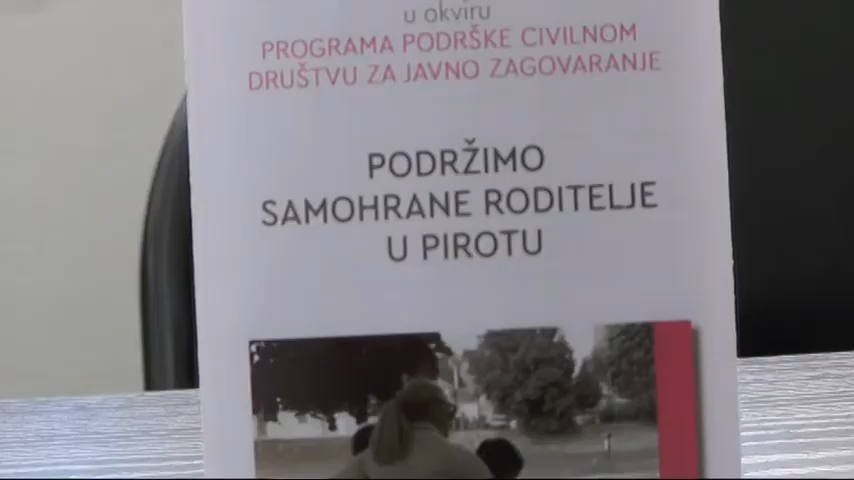 u okviru
PROGRAMA PODRŠKE CIVILNOM
DRUŠTVU ZA JAVNO ZAGOVARANJE
PODRŽIMO
SAMOHRANE RODITELJE
U PIROTU